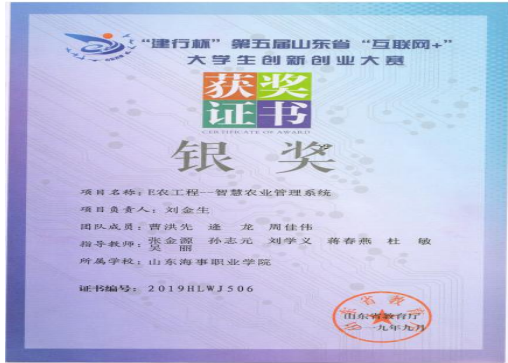 “建行杯”第五届山东省“互联网+”
大学生创新创业大赛
获奖
证书
CERTIFICATE OF AWARD
银奖
项目名称：E农工程--智慧农业管理系统
项目负责人：刘金生
团队成员：曹洪先 逄龙 周佳伟
指导教师：张金源 孙志元 刘学义 蒋春燕 杜敏
吴丽
所属学校：山东海事职业学院
证书编号：2019HLWJ506
山东省教育厅
一九年九月